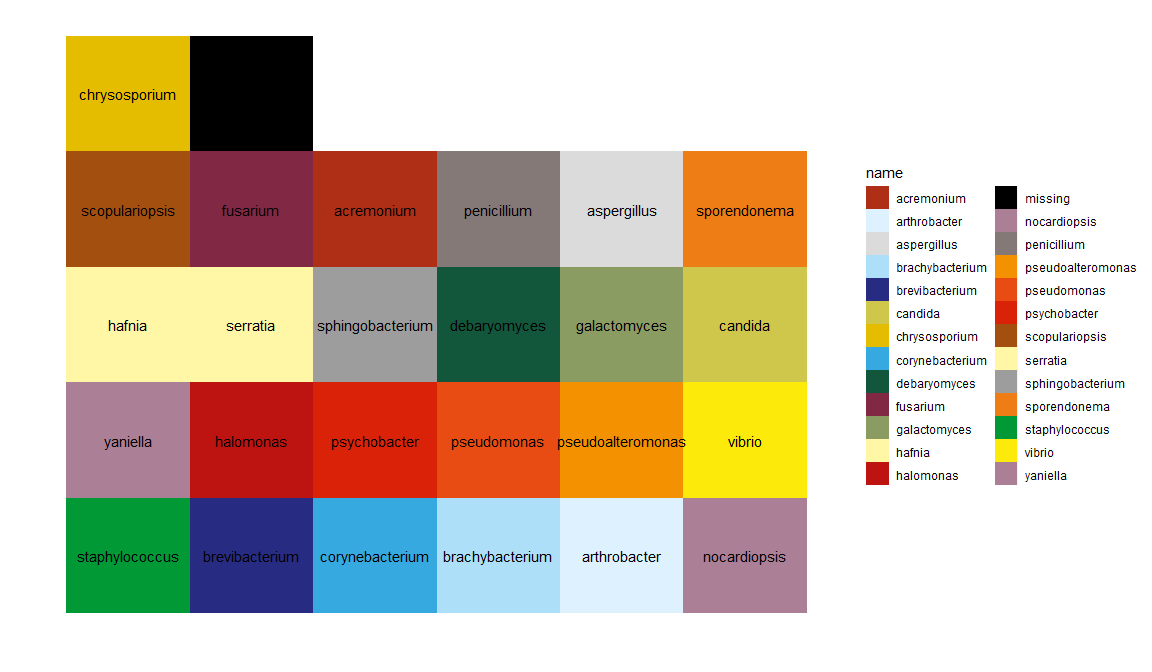 chrysosporium
scopulariopsis fusarium acremonium penicillium aspergillus sporendonema
hafnia serratia sphingobacterium debaryomyces galactomyces candida
yaniella halomonas psychobacter pseudomonas pseudoalteromonas vibrio
staphylococcus brevibacterium corynebacterium brachybacterium arthrobacter nocardiopsis
name
acremonium missing
arthrobacter nocardiopsis
aspergillus penicillium
brachybacterium pseudoalteromonas
brevibacterium pseudomonas
candida psychobacter
chrysosporium scopulariopsis
corynebacterium serratia
debaryomyces sphingobacterium
fusarium sporendonema
galactomyces staphylococcus
hafnia vibrio
halomonas yaniella